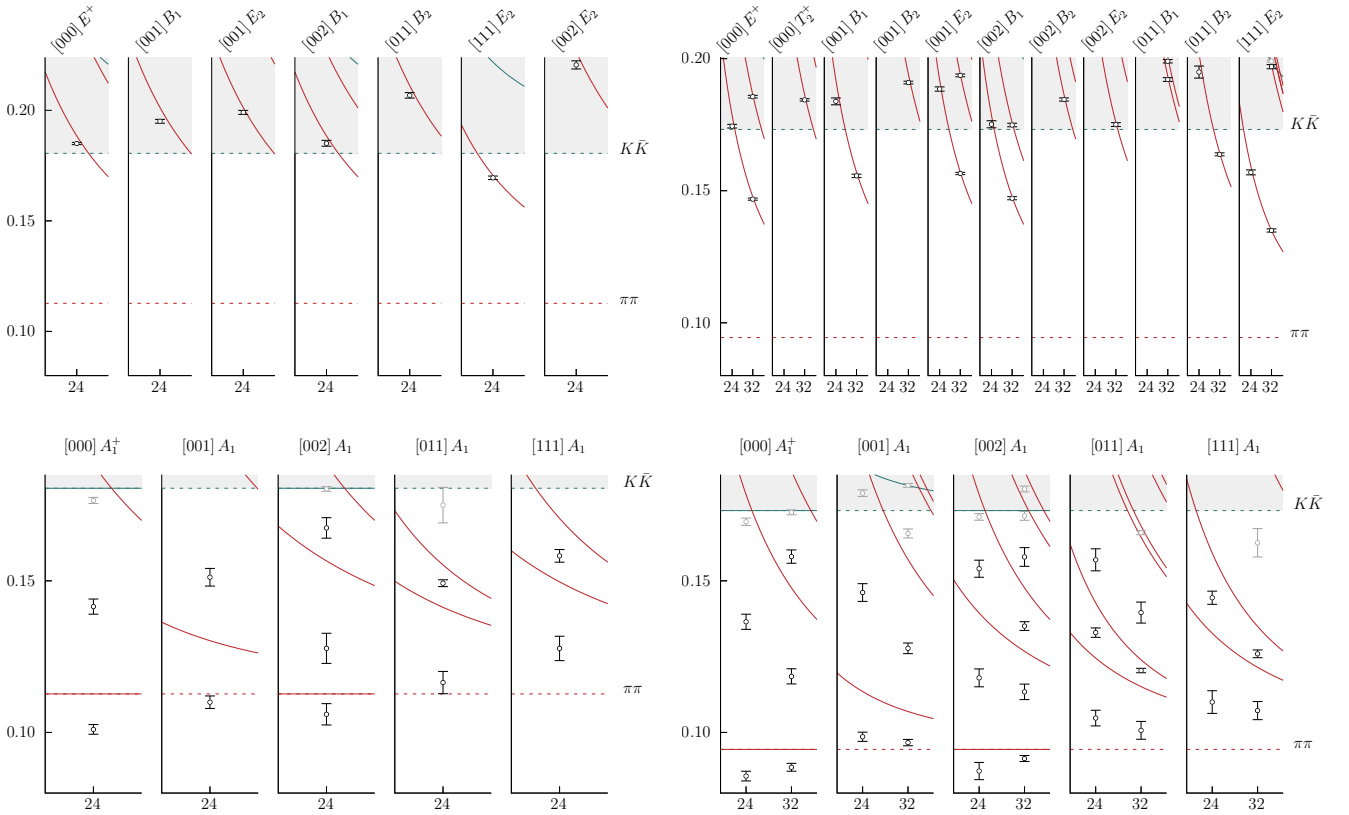 [000] E⁺ [001] B₁ [001] E₂ [002] B₁ [011] B₂ [111] E₂ [002] E₂
0.20
KK̄
0.15
ππ
0.10
24 24 24 24 24 24 24
[000] E⁺ [000] T₂⁺ [001] B₁ [001] B₂ [001] E₂ [002] B₁ [002] B₂ [002] E₂ [011] B₁ [011] B₂ [111] E₂
0.20
KK̄
0.15
ππ
0.10
24 32 24 32 24 32 24 32 24 32 24 32 24 32 24 32 24 32 24 32 24 32
[000] A₁⁺ [001] A₁ [002] A₁ [011] A₁ [111] A₁
KK̄
0.15
ππ
0.10
24 24 24 24 24
[000] A₁⁺ [001] A₁ [002] A₁ [011] A₁ [111] A₁
KK̄
0.15
ππ
0.10
24 32 24 32 24 32 24 32 24 32